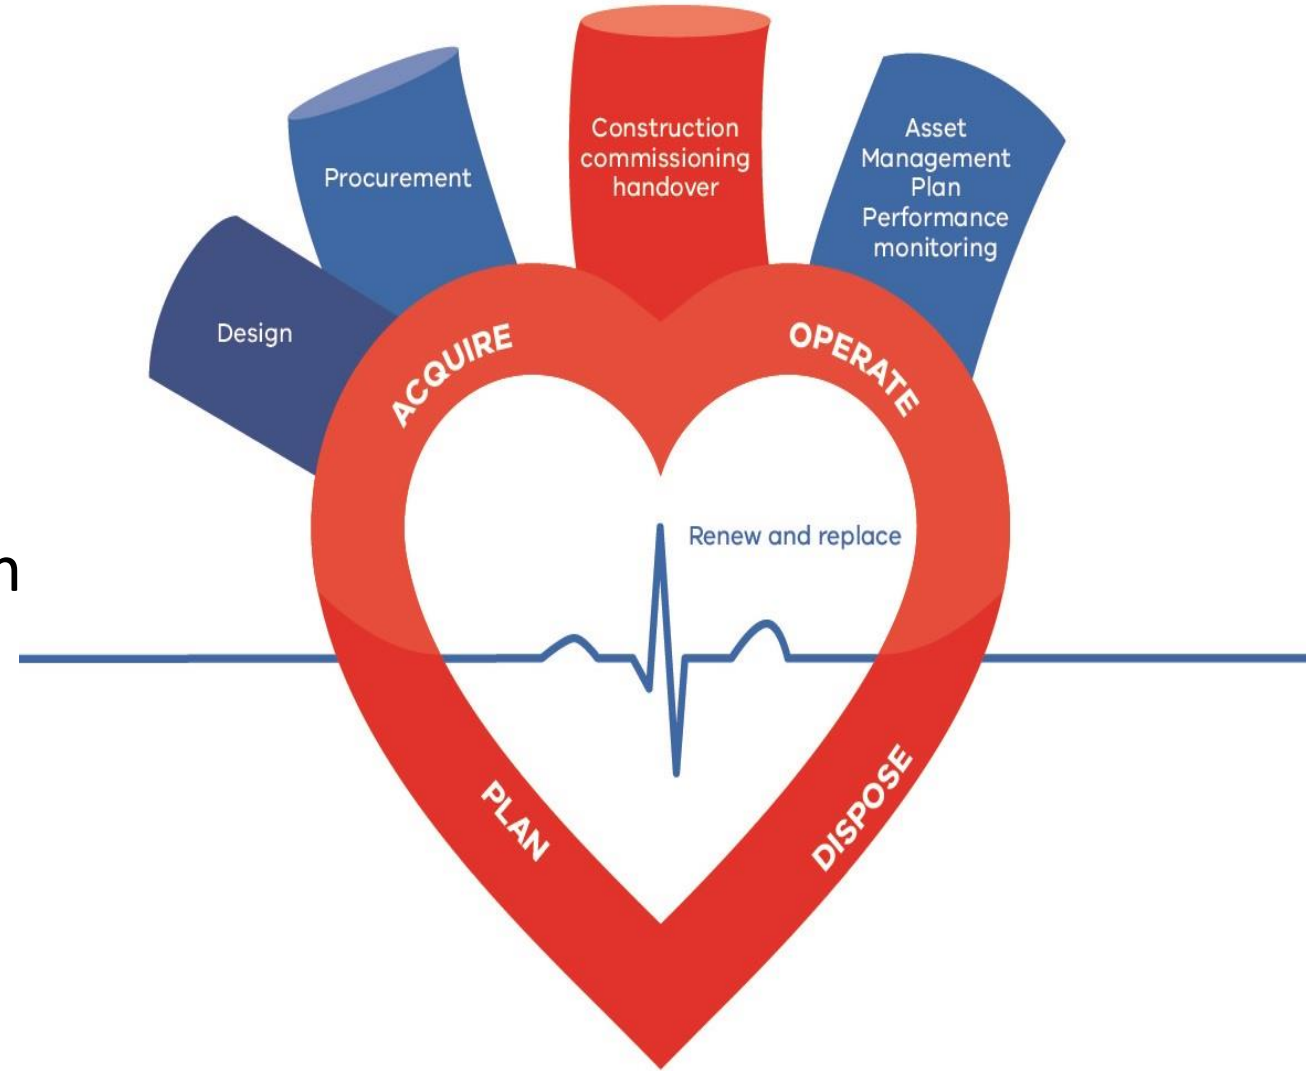 Construction
commissioning
handover
Asset
Management
Plan
Performance
monitoring
Procurement
Design
ACQUIRE
OPERATE
Renew and replace
n
PLAN
DISPOSE